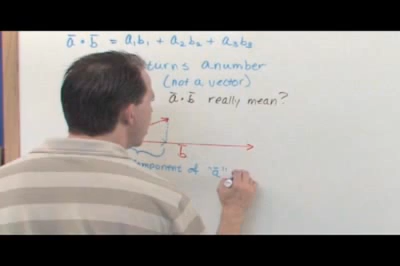 a̅ • b̅ = a₁b₁ + a₂b₂ + a₃b₃
turns a number
(not a vector)
a̅ • b̅ really mean?
b̅
component of "a̅"